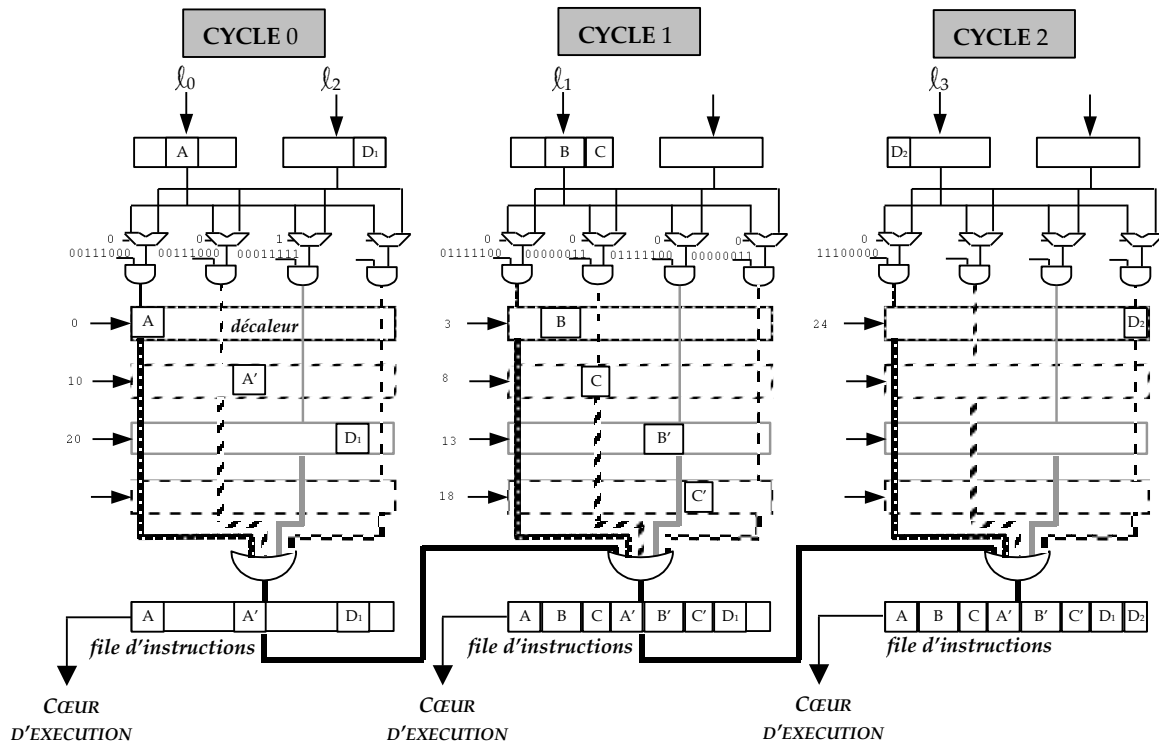 CYCLE 0 CYCLE 1 CYCLE 2
ℓ0 ℓ2 ℓ1 ℓ3
A D1 B C D2
0 0 1 0 0 0 0 0
00111000 00111000 00011111 01111100 00000011 01111100 00000011 11100000
0 A décaleur 3 B 24 D2
10 A' 8 C
20 D1 13 B'
18 C'
A A' D1 A B C A' B' C' D1 A B C A' B' C' D1 D2
file d'instructions file d'instructions file d'instructions
CŒUR CŒUR CŒUR
D'EXECUTION D'EXECUTION D'EXECUTION